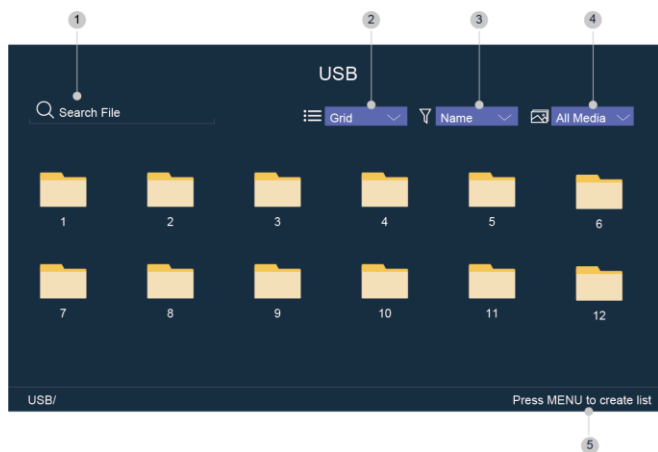 1 2 3 4
USB
Search File Grid Name All Media
1 2 3 4 5 6
7 8 9 10 11 12
USB/ Press MENU to create list
5